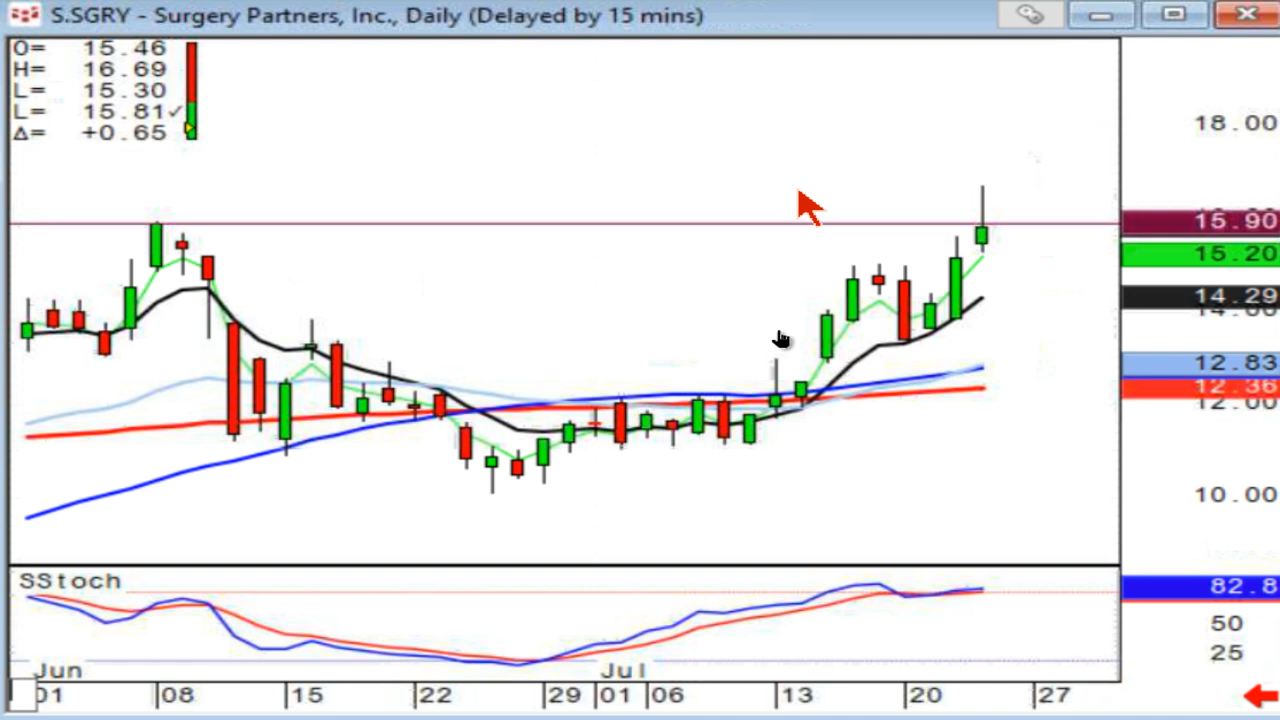 S.SGRY - Surgery Partners, Inc., Daily (Delayed by 15 mins)
O= 15.46
H= 16.69
L= 15.30
L= 15.81✓
Δ= +0.65
18.00
15.90
15.20
14.29
14.00
12.83
12.36
12.00
10.00
SStoch
82.8
50
25
Jun Jul
01 08 15 22 29 01 06 13 20 27